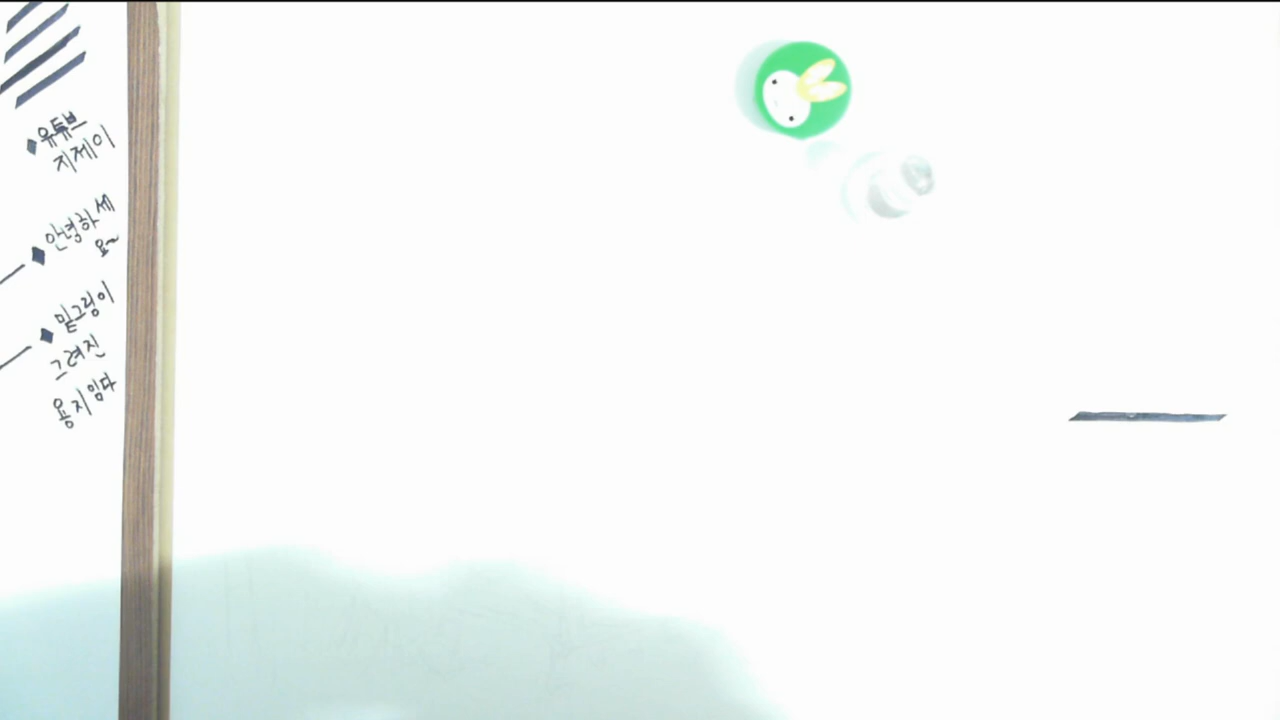 유튜브
지제이
안녕하세
요~
밑그림이
그려진
용지임다